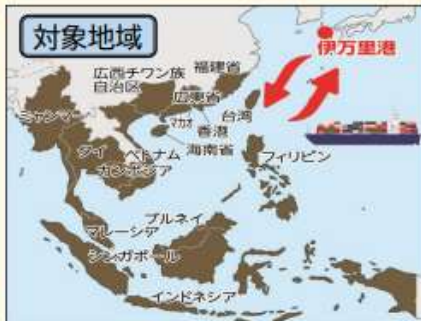 対象地域
伊万里港
福建省
広西チワン族
自治区
広東省
台湾
マカオ
香港
海南省
ミャンマー
タイ
ベトナム
カンボジア
フィリピン
ブルネイ
マレーシア
シンガポール
インドネシア